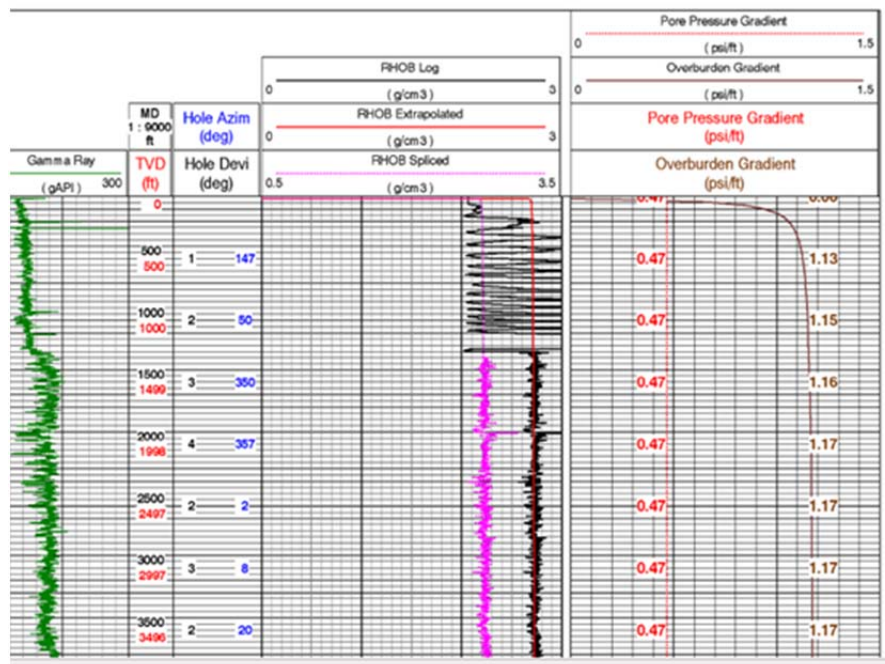 Pore Pressure Gradient
0 (psi/ft) 1.5
RHOB Log
Overburden Gradient
0 (g/cm3) 3
0 (psi/ft) 1.5
MD
1 : 9000
ft
Hole Azim
(deg)
RHOB Extrapolated
0 (g/cm3) 3
Pore Pressure Gradient
(psi/ft)
Gamma Ray
(gAPI) 300
TVD
(ft)
Hole Devi
(deg)
RHOB Spliced
0.5 (g/cm3) 3.5
Overburden Gradient
(psi/ft)
0 0.47 0.00
500
500 1 147 0.47 1.13
1000
1000 2 50 0.47 1.15
1500
1499 3 350 0.47 1.16
2000
1998 4 357 0.47 1.17
2500
2497 2 2 0.47 1.17
3000
2997 3 8 0.47 1.17
3500
3496 2 20 0.47 1.17